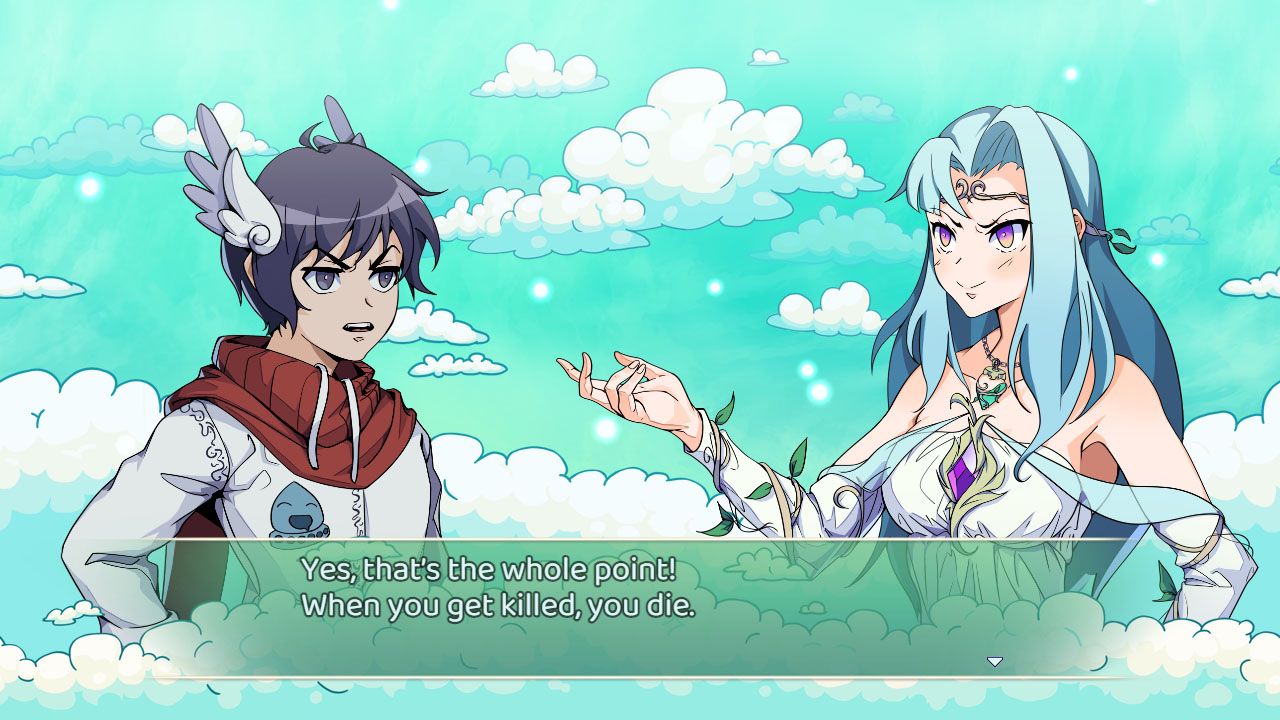 Yes, that's the whole point!
When you get killed, you die.